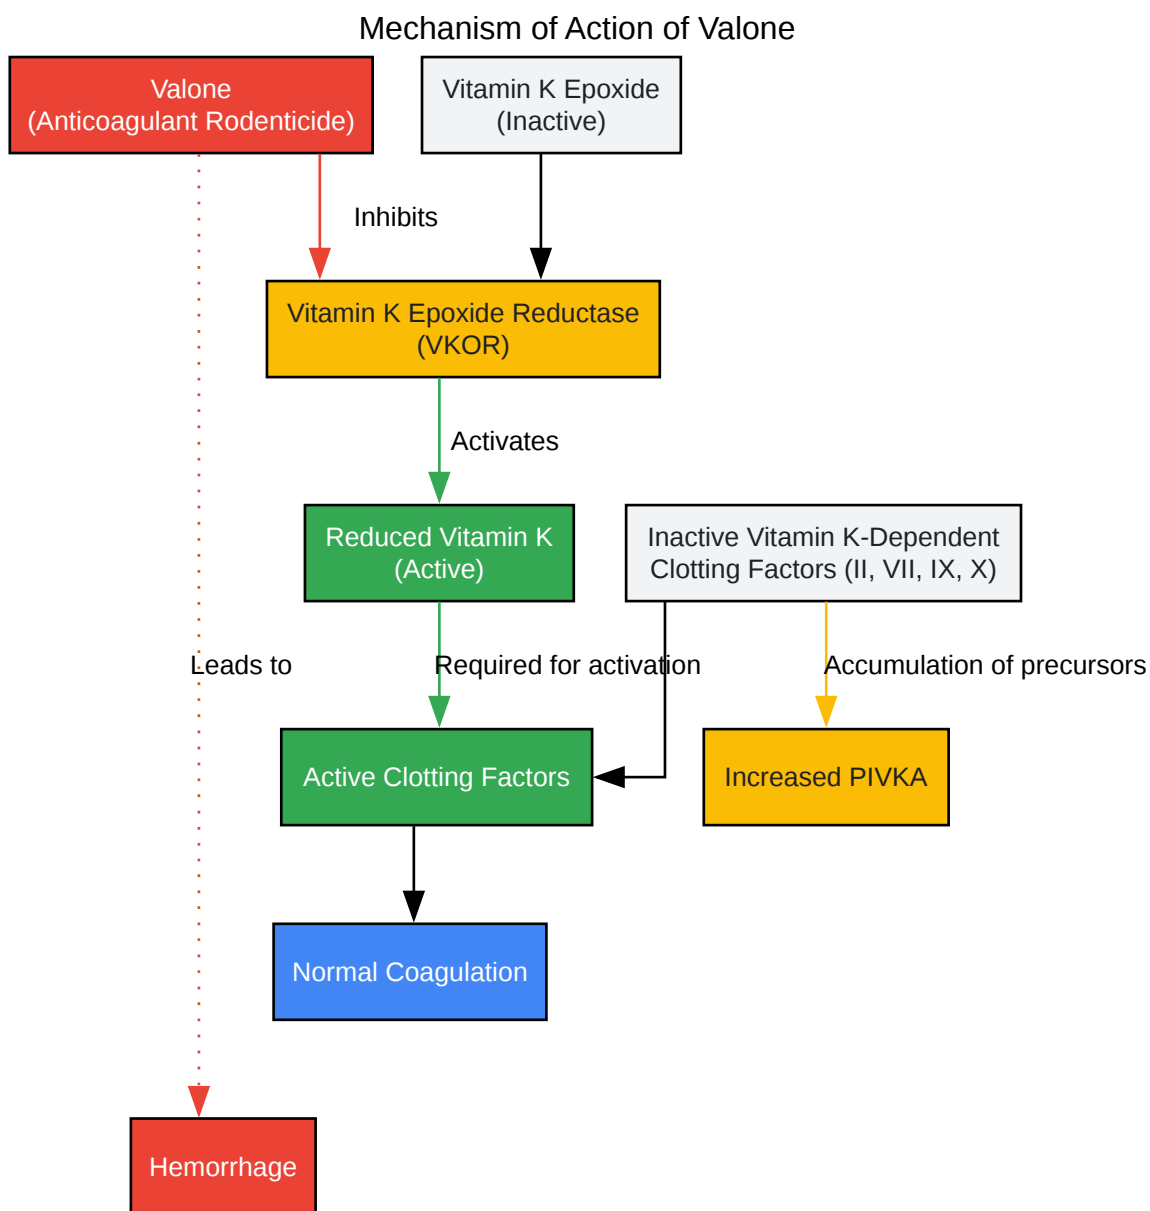 Mechanism of Action of Valone
Valone
(Anticoagulant Rodenticide)
Vitamin K Epoxide
(Inactive)
Inhibits
Vitamin K Epoxide Reductase
(VKOR)
Activates
Reduced Vitamin K
(Active)
Inactive Vitamin K-Dependent
Clotting Factors (II, VII, IX, X)
Leads to
Required for activation
Accumulation of precursors
Active Clotting Factors
Increased PIVKA
Normal Coagulation
Hemorrhage